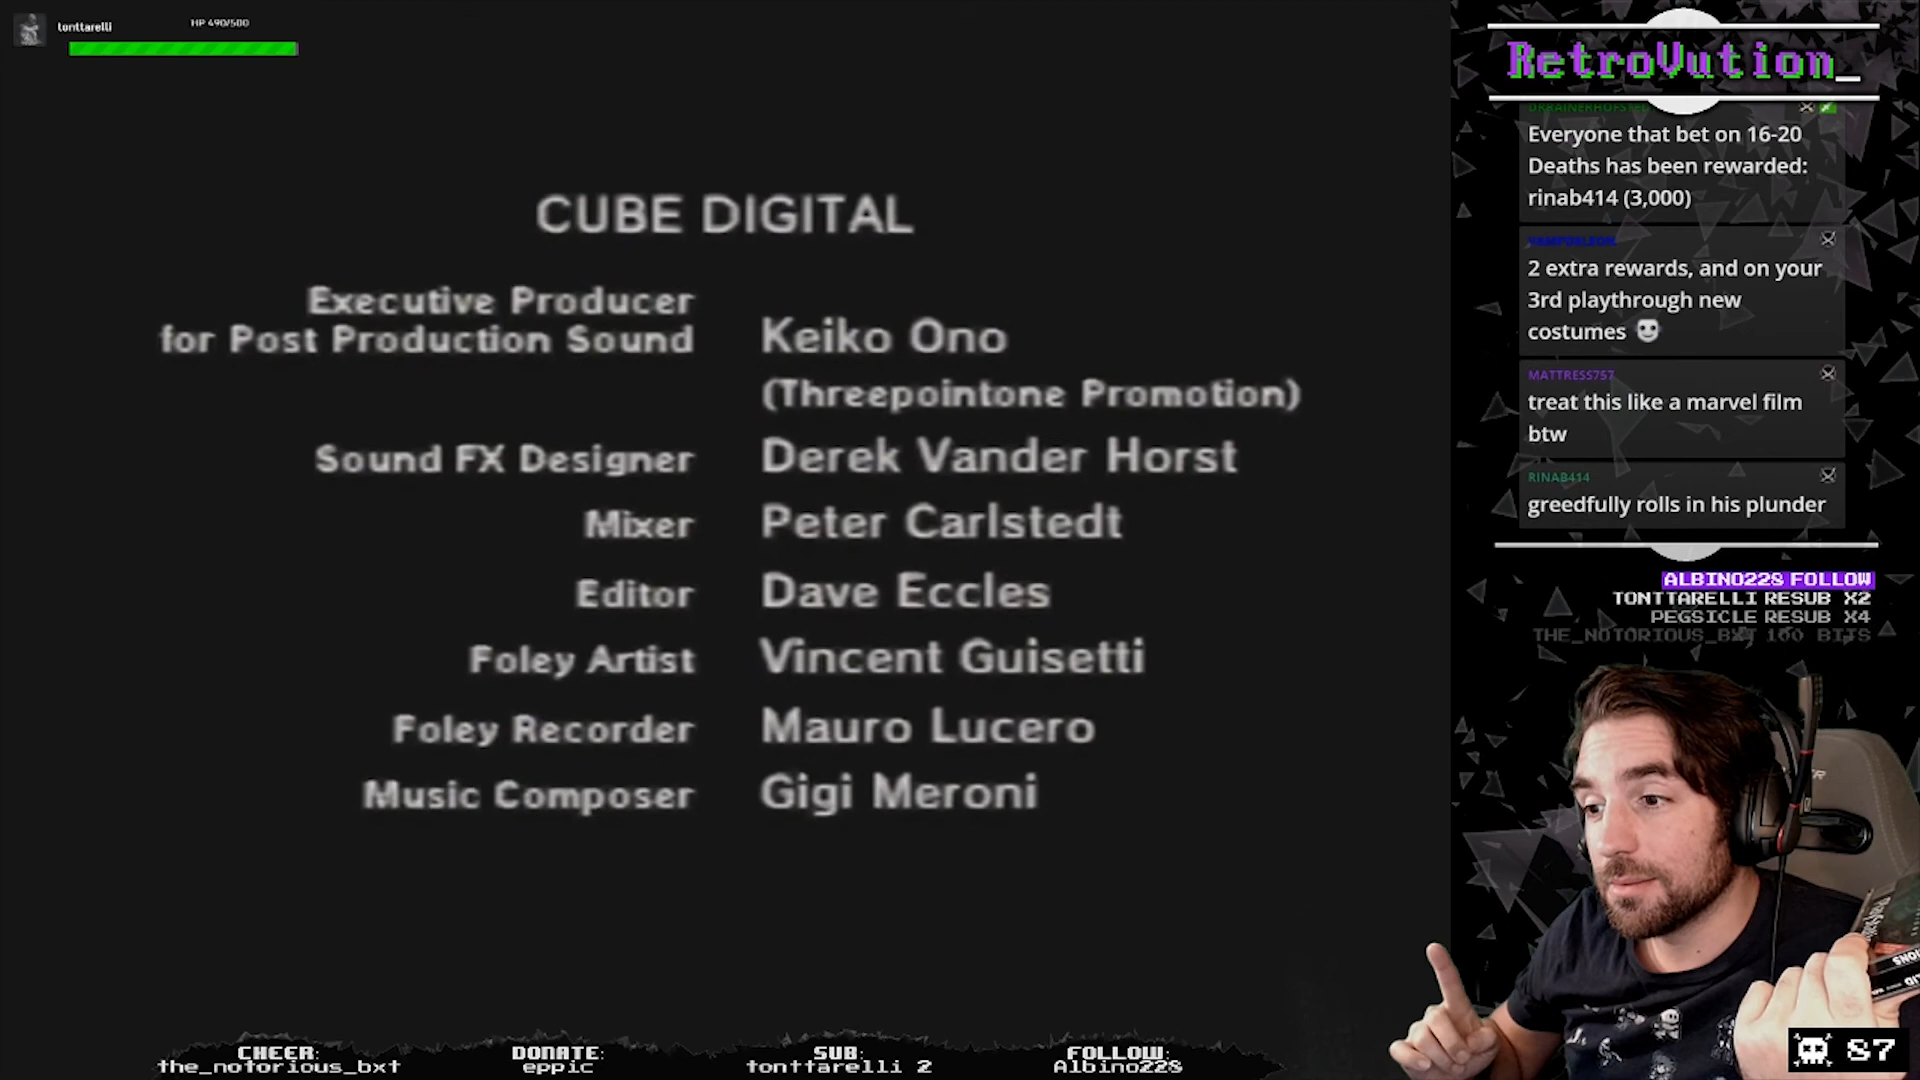 tonttarelli
HP 490/500
CUBE DIGITAL
Executive Producer
for Post Production Sound
Keiko Ono
(Threepointone Promotion)
Sound FX Designer
Derek Vander Horst
Mixer
Peter Carlstedt
Editor
Dave Eccles
Foley Artist
Vincent Guisetti
Foley Recorder
Mauro Lucero
Music Composer
Gigi Meroni
RetroVution_
Everyone that bet on 16-20
Deaths has been rewarded:
rinab414 (3,000)
2 extra rewards, and on your
3rd playthrough new
costumes
MATTRESS757
treat this like a marvel film
btw
RINAB414
greedfully rolls in his plunder
ALBINO228 FOLLOW
TONTTARELLI RESUB X2
PEGSICLE RESUB X4
THE_NOTORIOUS_BXT 100 BITS
CHEER:
the_notorious_bxt
DONATE:
eppic
SUB:
tonttarelli 2
FOLLOW:
Albino228
87